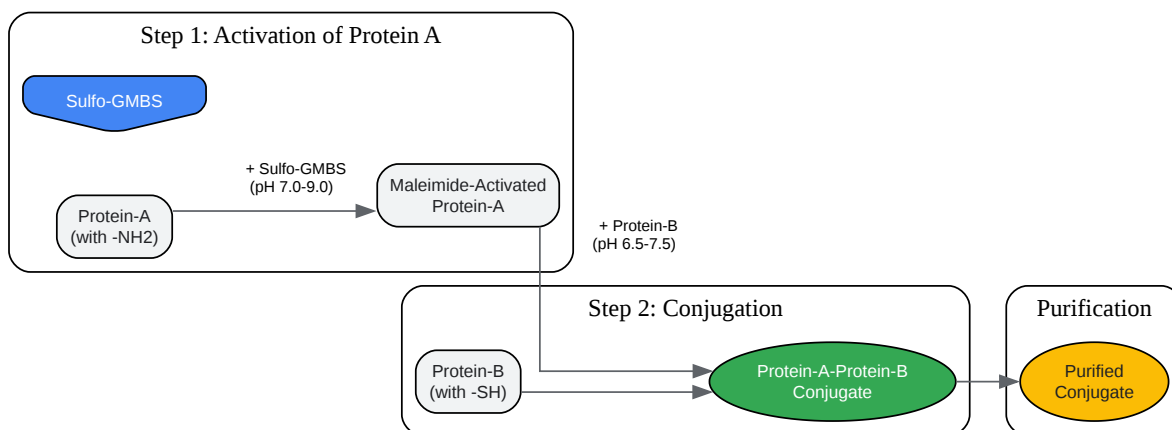 Step 1: Activation of Protein A
Sulfo-GMBS
+ Sulfo-GMBS
(pH 7.0-9.0)
Maleimide-Activated
Protein-A
Protein-A
(with -NH2)
+ Protein-B
(pH 6.5-7.5)
Step 2: Conjugation
Protein-B
(with -SH)
Protein-A-Protein-B
Conjugate
Purification
Purified
Conjugate